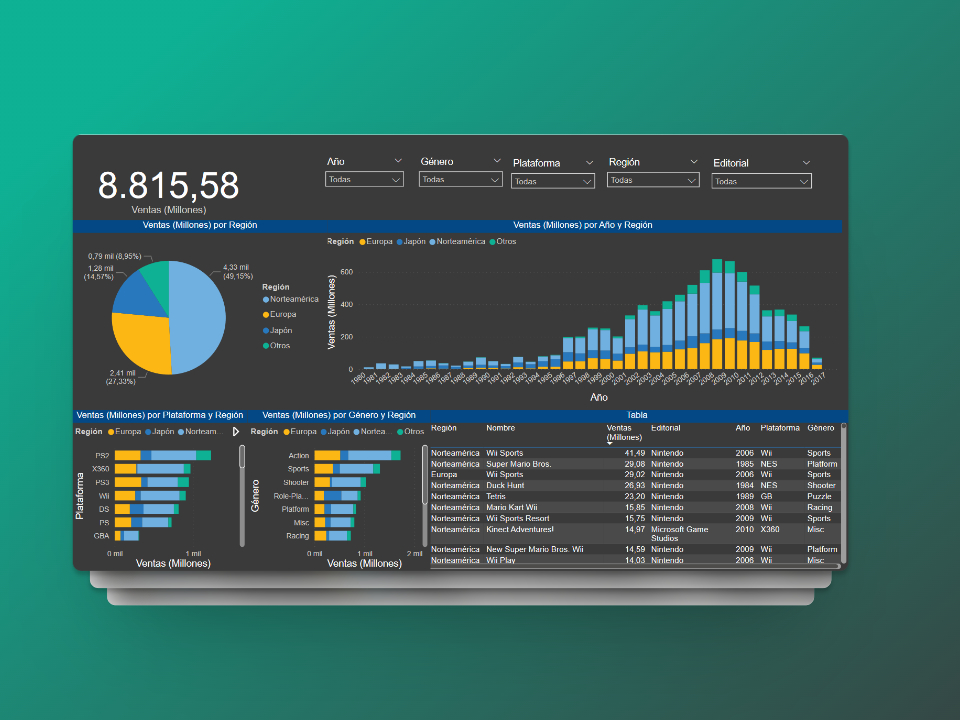 8.815,58
Ventas (Millones)
Año
Todas
Género
Todas
Plataforma
Todas
Región
Todas
Editorial
Todas
Ventas (Millones) por Región
0,79 mil (8,95%)
1,28 mil
(14,57%)
4,33 mil
(49,15%)
2,41 mil
(27,33%)
Región
Norteamérica
Europa
Japón
Otros
Ventas (Millones) por Año y Región
Región Europa Japón Norteamérica Otros
Ventas (Millones)
600
400
200
0
1980 1981 1982 1983 1984 1985 1986 1987 1988 1989 1990 1991 1992 1993 1994 1995 1996 1997 1998 1999 2000 2001 2002 2003 2004 2005 2006 2007 2008 2009 2010 2011 2012 2013 2014 2015 2016 2017
Año
Ventas (Millones) por Plataforma y Región
Región Europa Japón Norteam...
Plataforma
PS2
X360
PS3
Wii
DS
PS
GBA
0 mil 1 mil
Ventas (Millones)
Ventas (Millones) por Género y Región
Región Europa Japón Nortea... Otros
Género
Action
Sports
Shooter
Role-Pla...
Platform
Misc
Racing
0 mil 1 mil 2 mil
Ventas (Millones)
Tabla
Región Nombre Ventas (Millones) Editorial Año Plataforma Género
Norteamérica Wii Sports 41,49 Nintendo 2006 Wii Sports
Norteamérica Super Mario Bros. 29,08 Nintendo 1985 NES Platform
Europa Wii Sports 29,02 Nintendo 2006 Wii Sports
Norteamérica Duck Hunt 26,93 Nintendo 1984 NES Shooter
Norteamérica Tetris 23,20 Nintendo 1989 GB Puzzle
Norteamérica Mario Kart Wii 15,85 Nintendo 2008 Wii Racing
Norteamérica Wii Sports Resort 15,75 Nintendo 2009 Wii Sports
Norteamérica Kinect Adventures! 14,97 Microsoft Game Studios 2010 X360 Misc
Norteamérica New Super Mario Bros. Wii 14,59 Nintendo 2009 Wii Platform
Norteamérica Wii Play 14,03 Nintendo 2006 Wii Misc